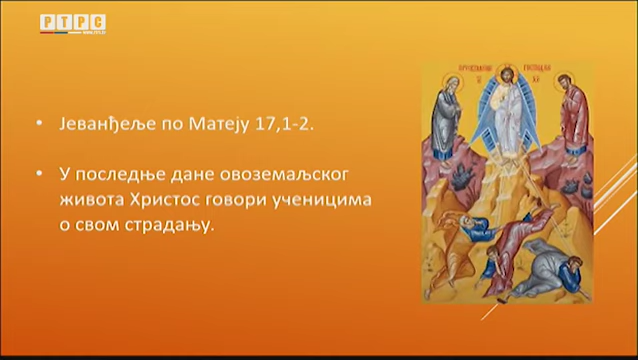 РТРС
• Јеванђеље по Матеју 17,1-2.
• У последње дане овоземаљског
живота Христос говори ученицима
о свом страдању.